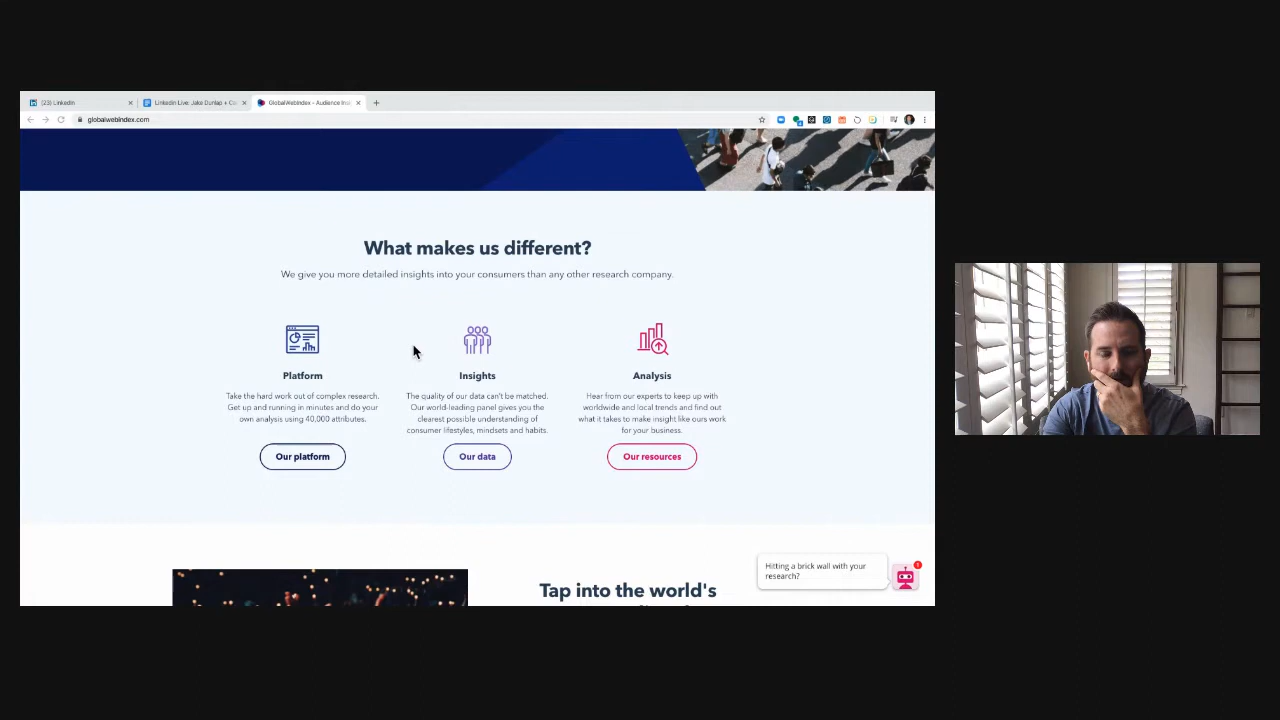 (23) LinkedIn
LinkedIn Live: Jake Dunlap + Ca
GlobalWebIndex - Audience Insi
globalwebindex.com
What makes us different?
We give you more detailed insights into your consumers than any other research company.
Platform
Take the hard work out of complex research.
Get up and running in minutes and do your
own analysis using 40,000 attributes.
Our platform
Insights
The quality of our data can't be matched.
Our world-leading panel gives you the
clearest possible understanding of
consumer lifestyles, mindsets and habits.
Our data
Analysis
Hear from our experts to keep up with
worldwide and local trends and find out
what it takes to make insight like ours work
for your business.
Our resources
Hitting a brick wall with your
research?
1
Tap into the world's